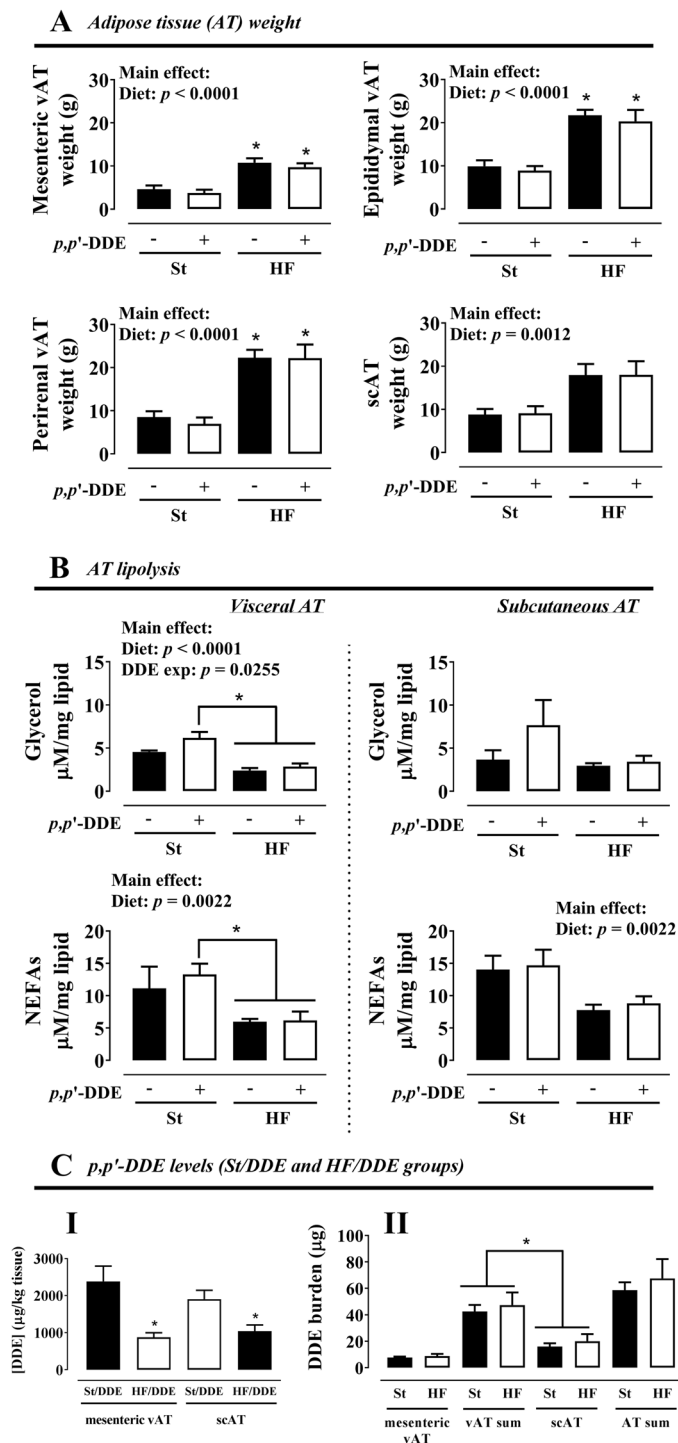 A Adipose tissue (AT) weight
Mesenteric vAT
weight (g)
Main effect:
Diet: p < 0.0001
30
20
10
0
*
*
p,p'-DDE
-
+
-
+
St
HF
Epididymal vAT
weight (g)
Main effect:
Diet: p < 0.0001
30
20
10
0
*
*
p,p'-DDE
-
+
-
+
St
HF
Perirenal vAT
weight (g)
Main effect:
Diet: p < 0.0001
30
20
10
0
*
*
p,p'-DDE
-
+
-
+
St
HF
scAT
weight (g)
Main effect:
Diet: p = 0.0012
30
20
10
0
p,p'-DDE
-
+
-
+
St
HF
B AT lipolysis
Visceral AT
Subcutaneous AT
Main effect:
Diet: p < 0.0001
DDE exp: p = 0.0255
Glycerol
µM/mg lipid
15
10
5
0
*
p,p'-DDE
-
+
-
+
St
HF
Glycerol
µM/mg lipid
15
10
5
0
p,p'-DDE
-
+
-
+
St
HF
Main effect:
Diet: p = 0.0022
NEFAs
µM/mg lipid
20
15
10
5
0
*
p,p'-DDE
-
+
-
+
St
HF
Main effect:
Diet: p = 0.0022
NEFAs
µM/mg lipid
20
15
10
5
0
p,p'-DDE
-
+
-
+
St
HF
C p,p'-DDE levels (St/DDE and HF/DDE groups)
I
[DDE] (µg/kg tissue)
3000
2000
1000
0
*
*
St/DDE HF/DDE St/DDE HF/DDE
mesenteric vAT
scAT
II
DDE burden (µg)
100
80
60
40
20
0
*
St HF St HF St HF St HF
mesenteric
vAT
vAT sum
scAT
AT sum